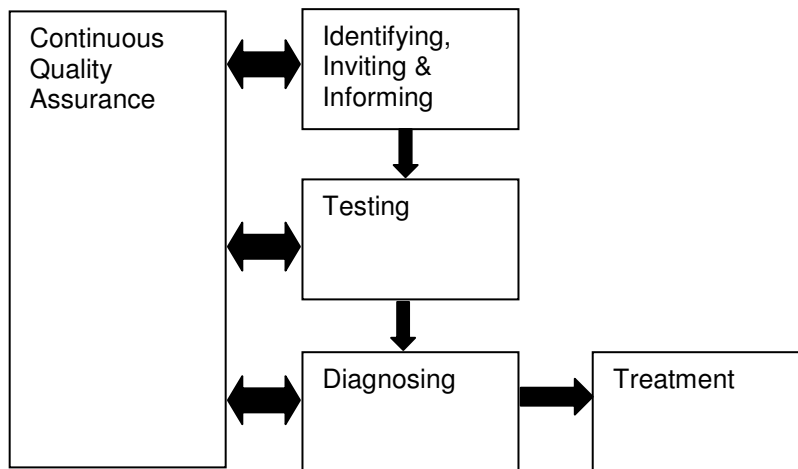 Continuous
Quality
Assurance
Identifying,
Inviting &
Informing
Testing
Diagnosing
Treatment